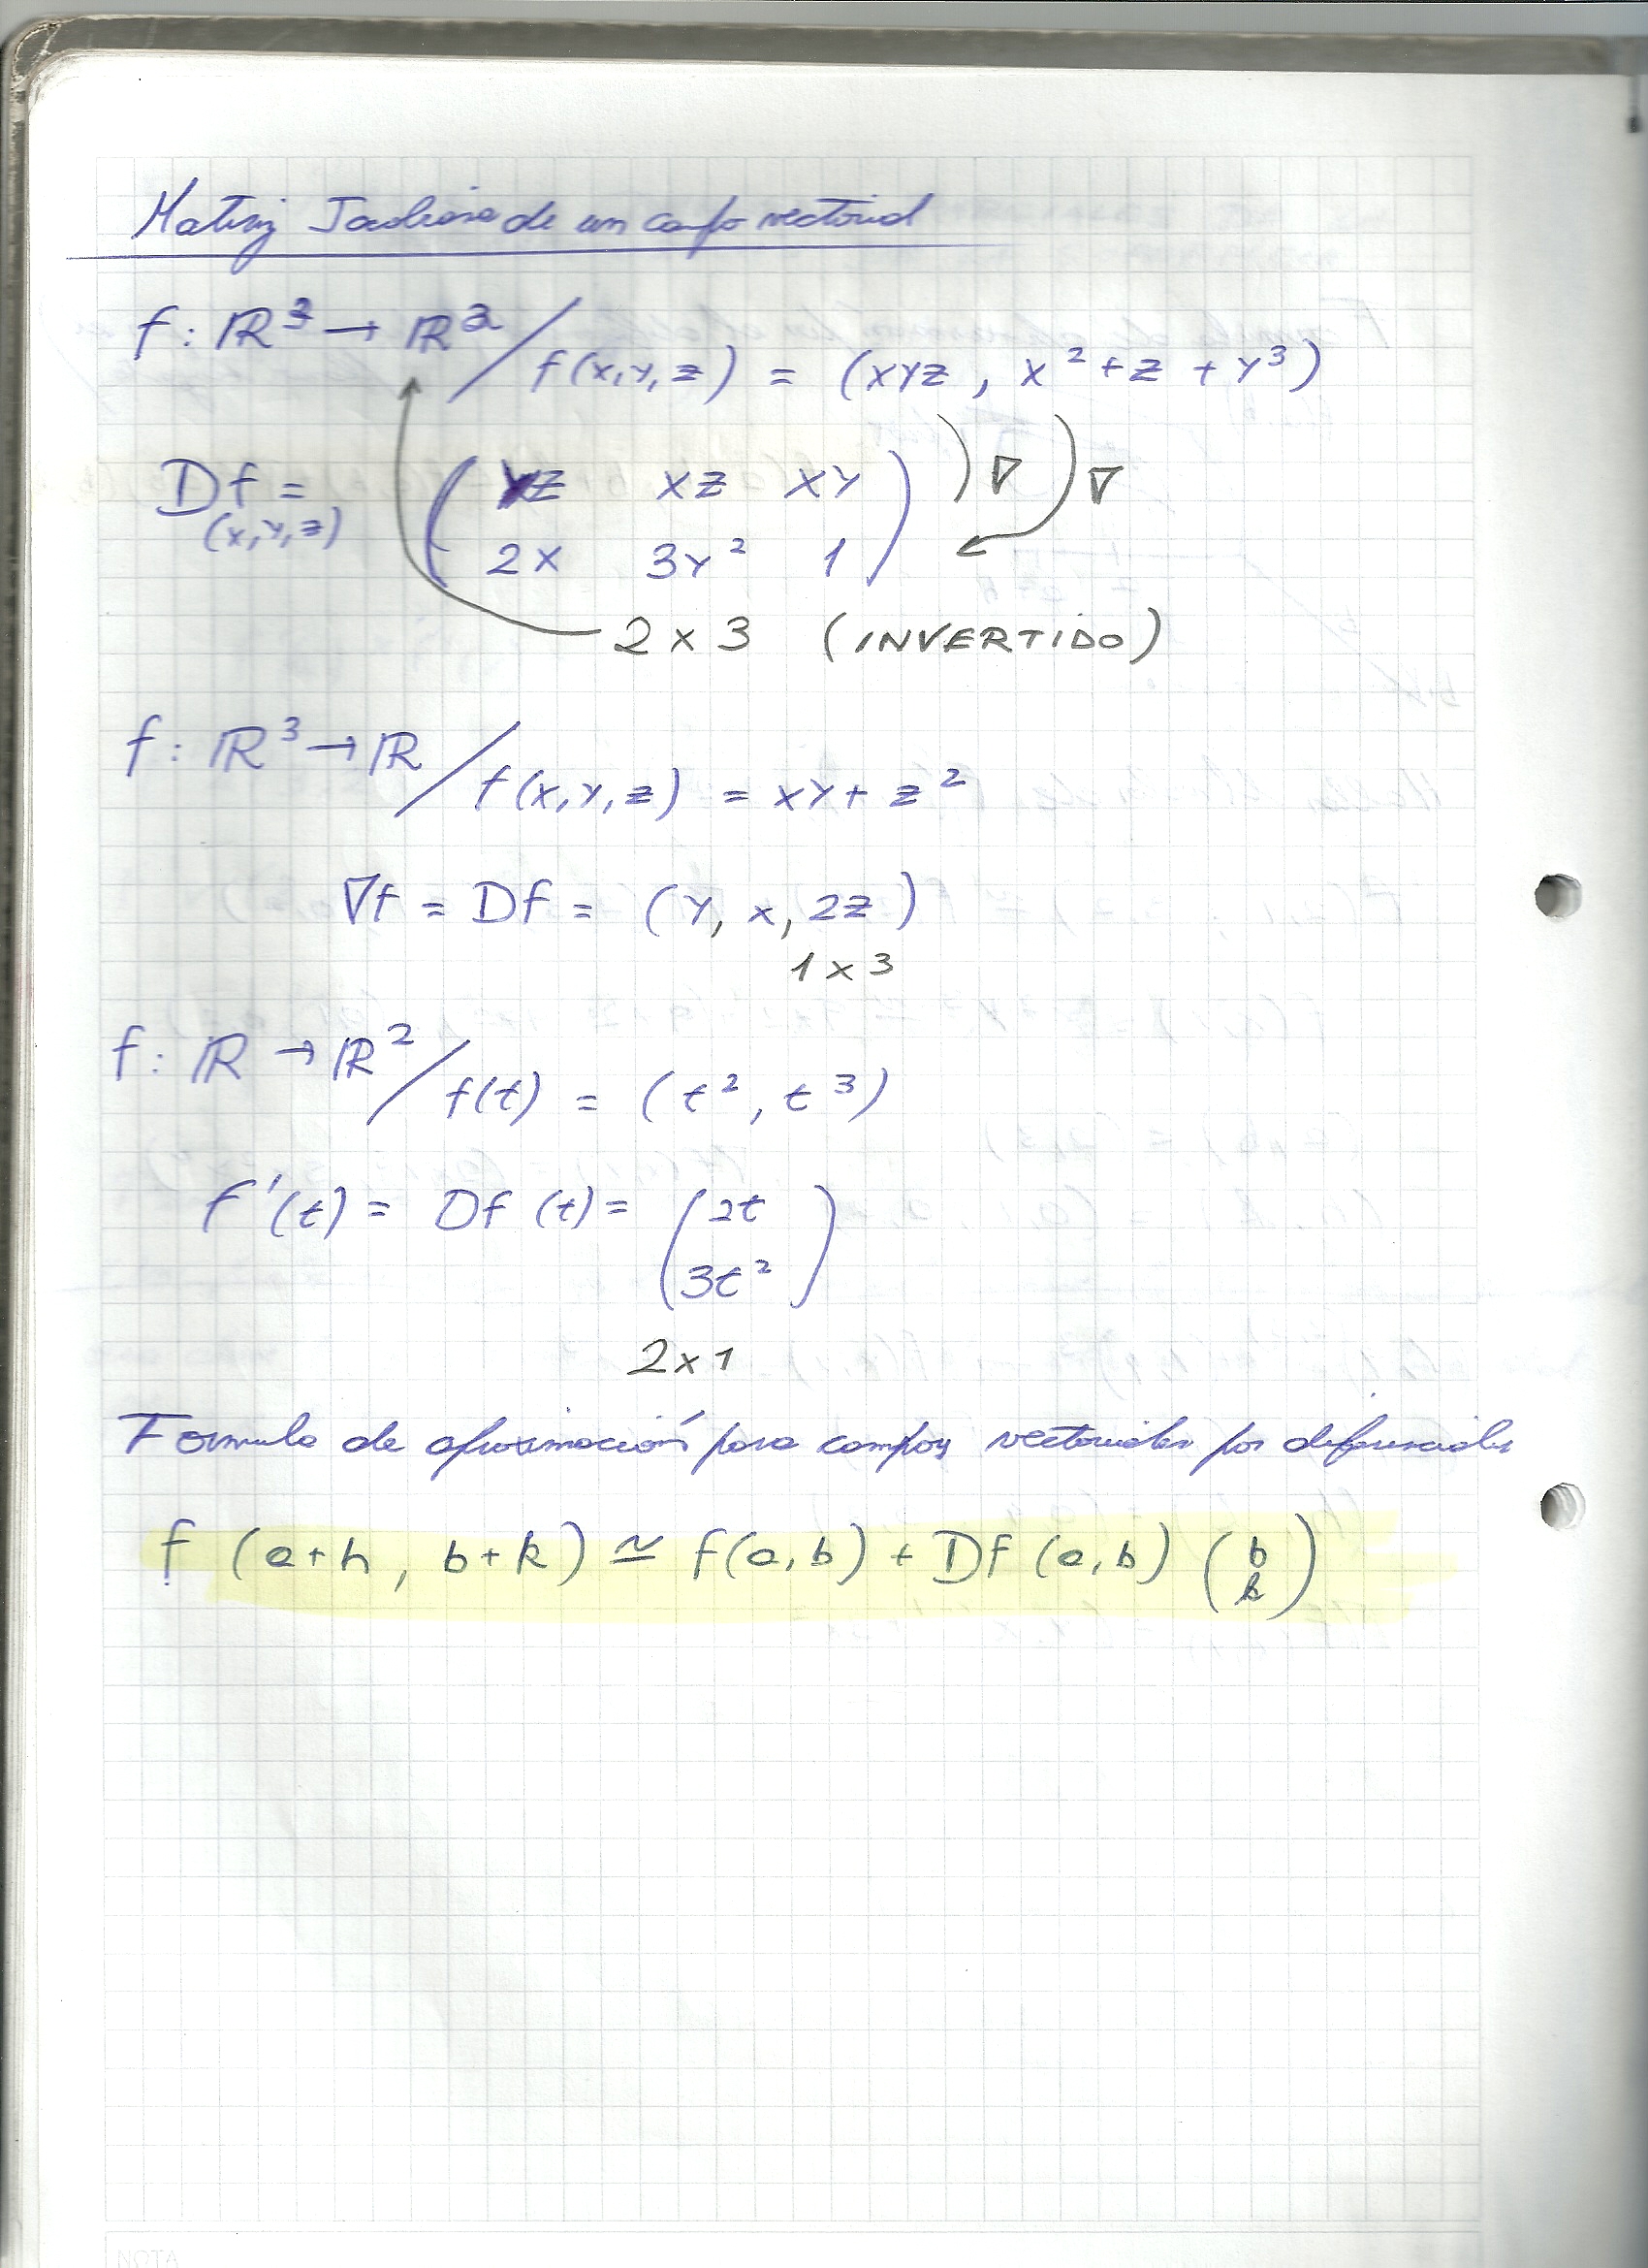 Matriz Jacobiana de un campo vectorial
f: ℝ³ → ℝ² / f(x,y,z) = (xyz, x² + z + y³)
Df(x,y,z) = ( yz xz xy ) ∇ ∇
( 2x 3y² 1 )
2 x 3 (INVERTIDO)
f: ℝ³ → ℝ / f(x,y,z) = xy + z²
∇f = Df = (y, x, 2z)
1 x 3
f: ℝ → ℝ² / f(t) = (t², t³)
f'(t) = Df (t) = ( 2t
3t² )
2 x 1
Formula de aproximación para campos vectoriales por diferenciales
f (a+h, b+k) ≃ f(a,b) + Df (a,b) ( h
k )
NOTA